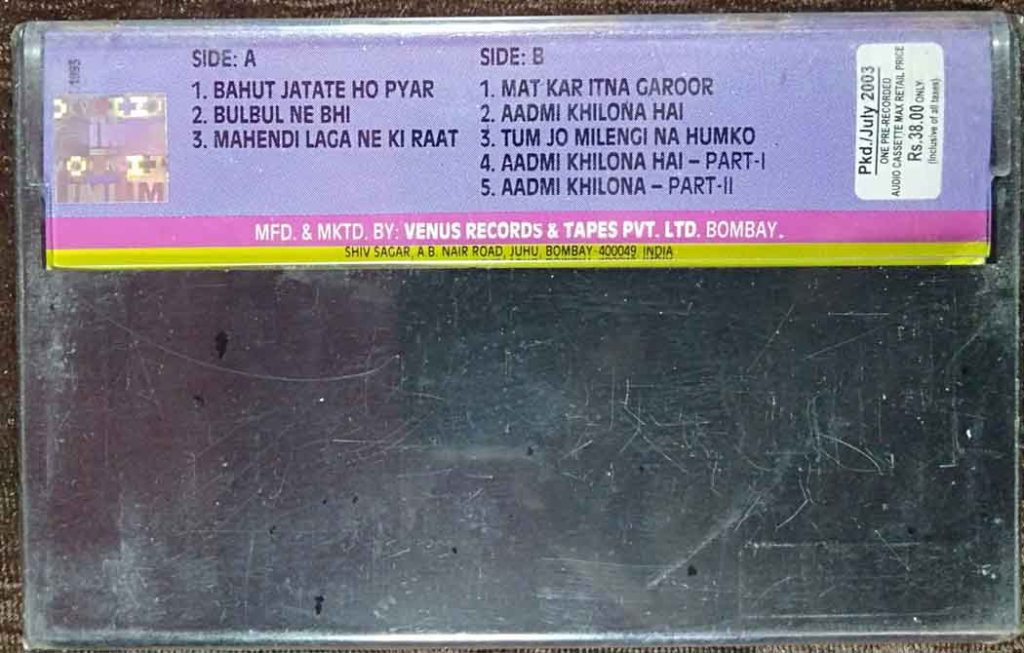 1993
SIDE: A
1. BAHUT JATATE HO PYAR
2. BULBUL NE BHI
3. MAHENDI LAGA NE KI RAAT
SIDE: B
1. MAT KAR ITNA GAROOR
2. AADMI KHILONA HAI
3. TUM JO MILENGI NA HUMKO
4. AADMI KHILONA HAI – PART-I
5. AADMI KHILONA – PART-II
Pkd./July 2003
ONE PRE-RECORDED
AUDIO CASSETTE MAX RETAIL PRICE
Rs.38.00 ONLY
(Inclusive of all taxes)
MFD. & MKTD. BY: VENUS RECORDS & TAPES PVT. LTD. BOMBAY.
SHIV SAGAR, A B. NAIR ROAD, JUHU, BOMBAY-400049 INDIA